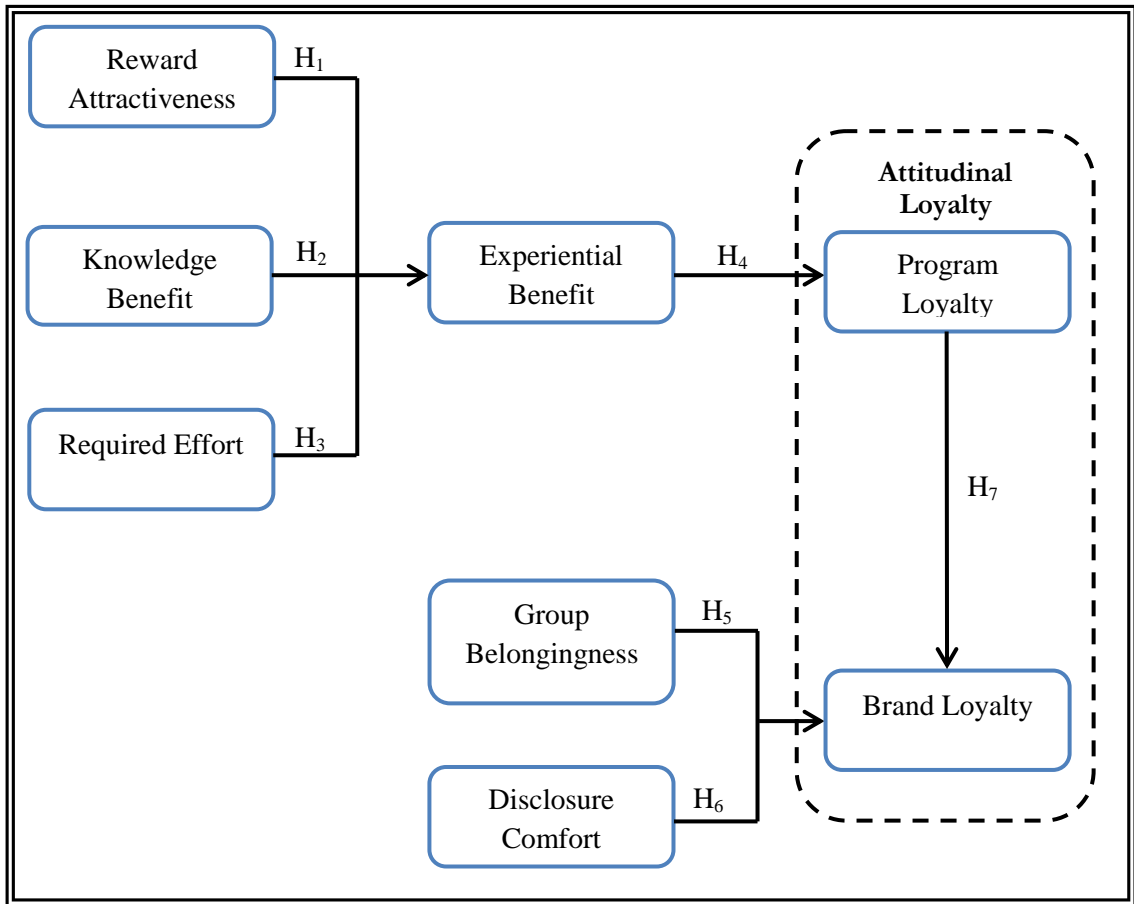 Reward
Attractiveness
H₁
Attitudinal
Loyalty
Knowledge
Benefit
H₂
Experiential
Benefit
H₄
Program
Loyalty
Required Effort
H₃
H₇
Group
Belongingness
H₅
Brand Loyalty
Disclosure
Comfort
H₆